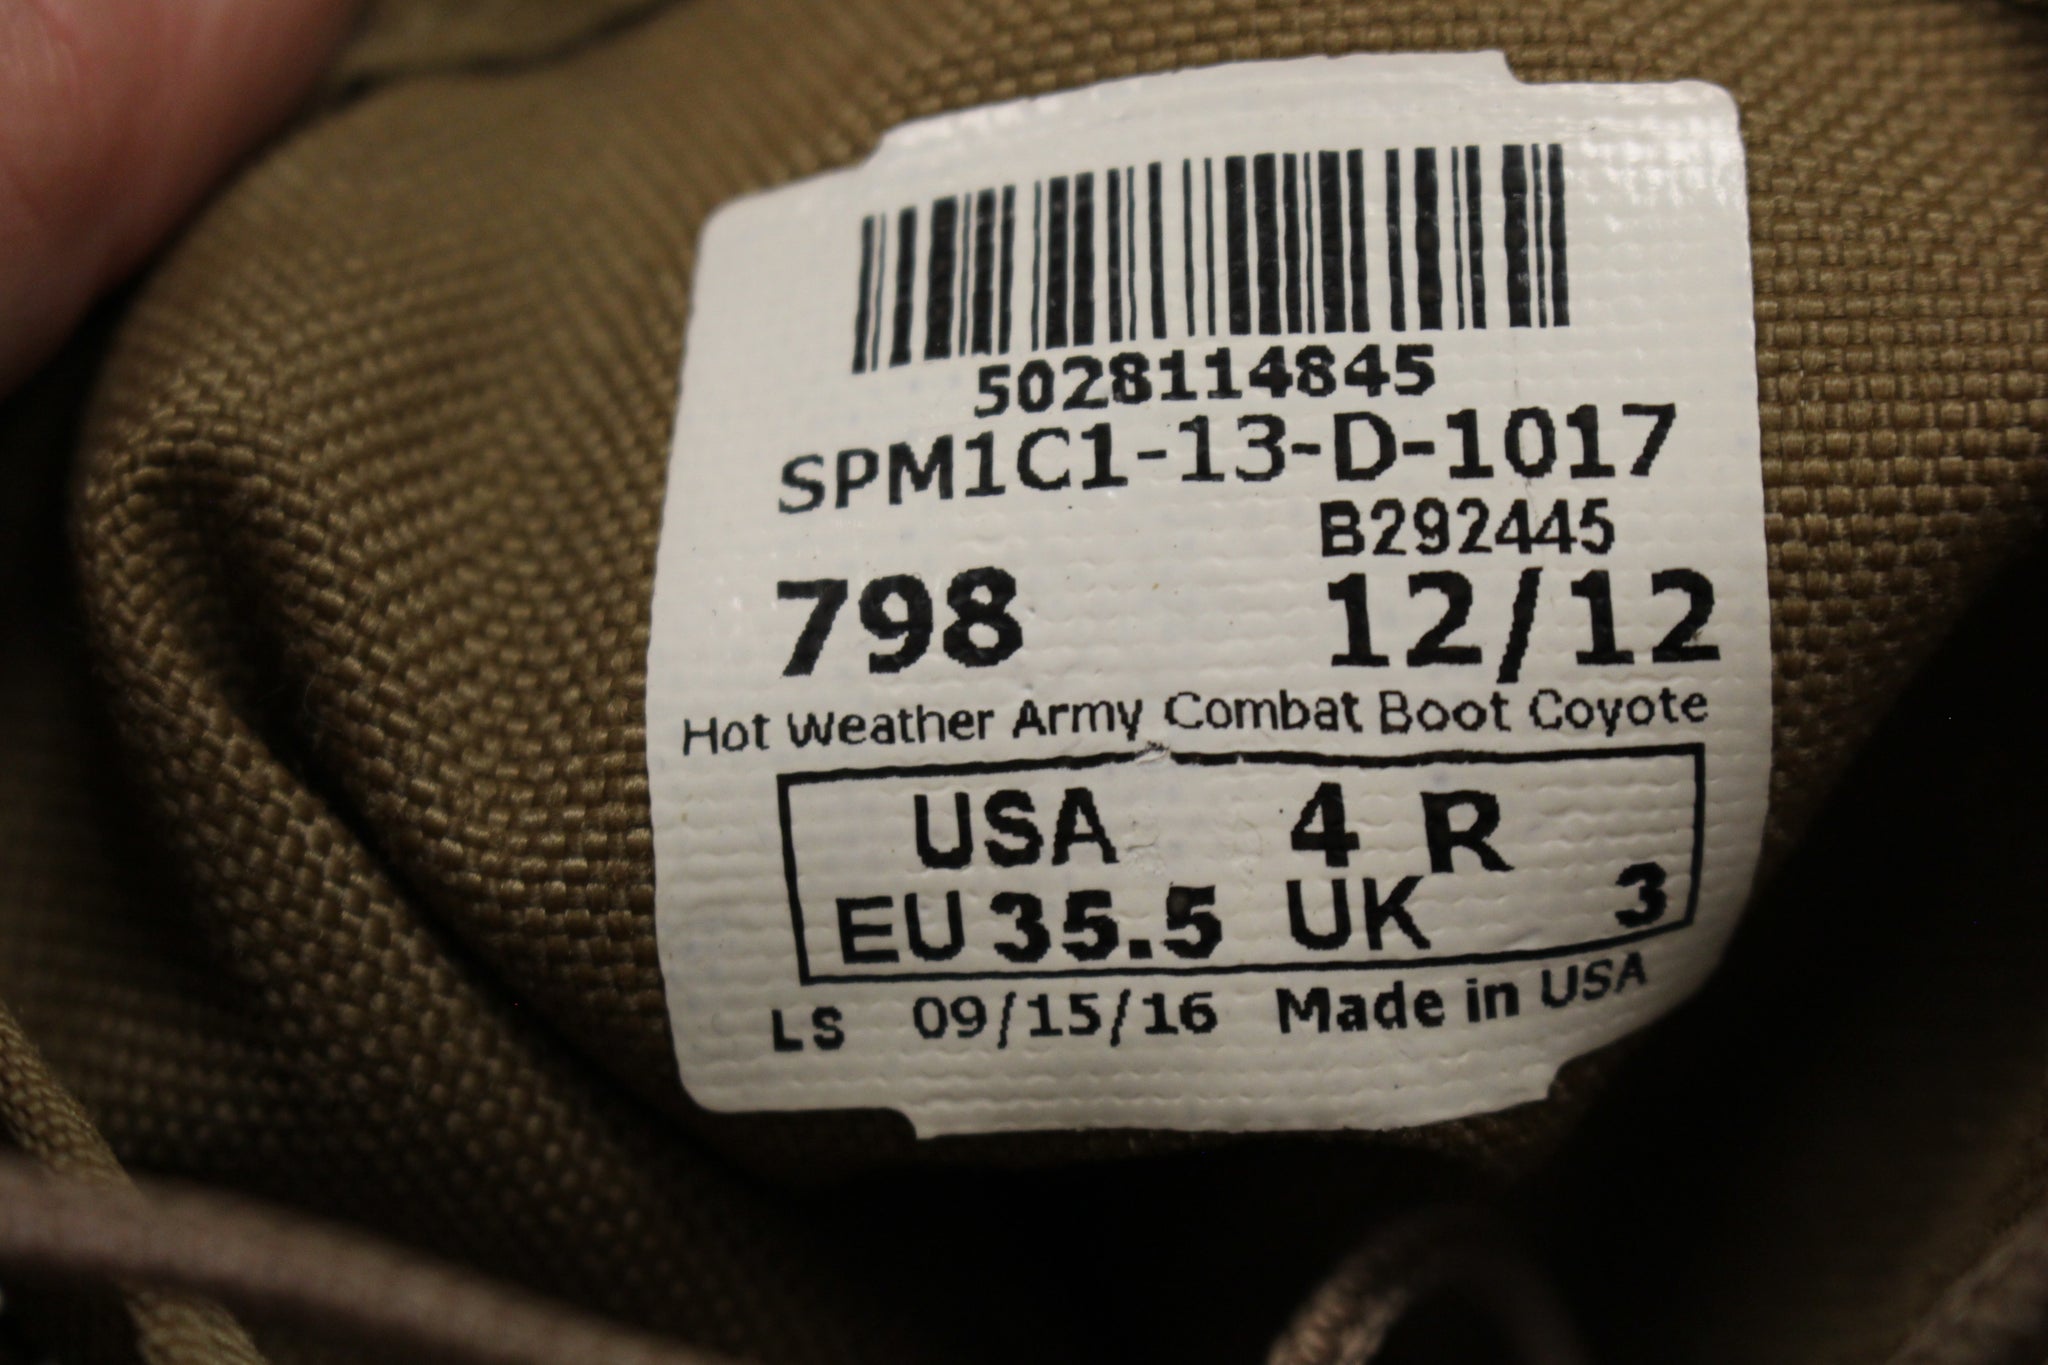 5028114845
SPM1C1-13-D-1017
B292445
798 12/12
Hot Weather Army Combat Boot Coyote
USA 4 R
EU 35.5 UK 3
LS 09/15/16 Made in USA